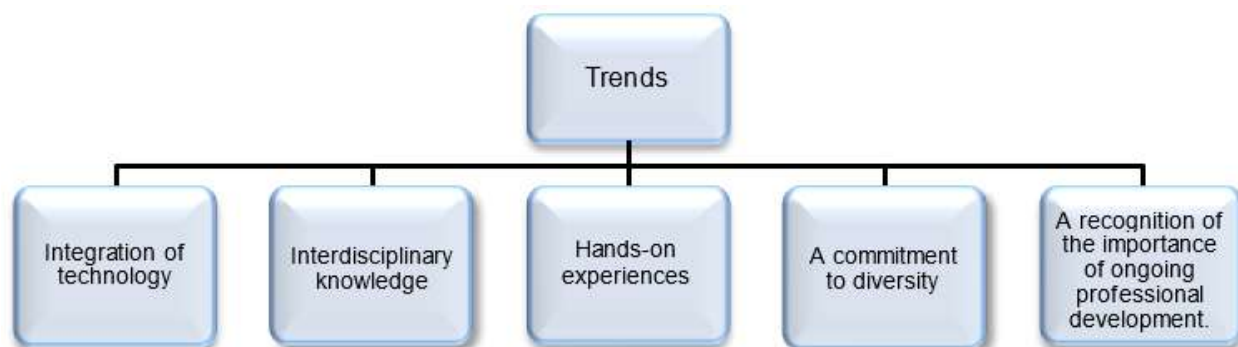 Trends
Integration of
technology
Interdisciplinary
knowledge
Hands-on
experiences
A commitment
to diversity
A recognition of
the importance
of ongoing
professional
development.